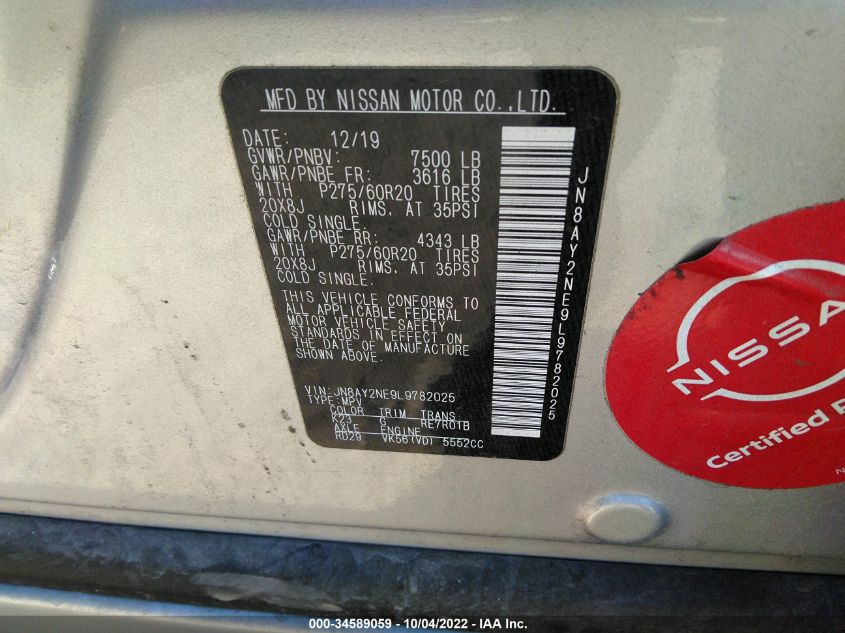 MFD BY NISSAN MOTOR CO.,LTD.
DATE: 12/19
GVWR/PNBV: 7500 LB
GAWR/PNBE FR: 3616 LB
WITH P275/60R20 TIRES
20X8J RIMS, AT 35PSI
COLD SINGLE.
GAWR/PNBE RR: 4343 LB
WITH P275/60R20 TIRES
20X8J RIMS, AT 35PSI
COLD SINGLE.
THIS VEHICLE CONFORMS TO
ALL APPLICABLE FEDERAL
MOTOR VEHICLE SAFETY
STANDARDS IN EFFECT ON
THE DATE OF MANUFACTURE
SHOWN ABOVE.
VIN: JN8AY2NE9L9782025
TYPE: MPV
COLOR TRIM TRANS
K23 G RE7R01B
AXLE ENGINE
RD29 VK56(VD) 5552CC
JN8AY2NE9L9782025
NISSAN
Certified
000-34589059 - 10/04/2022 - IAA Inc.